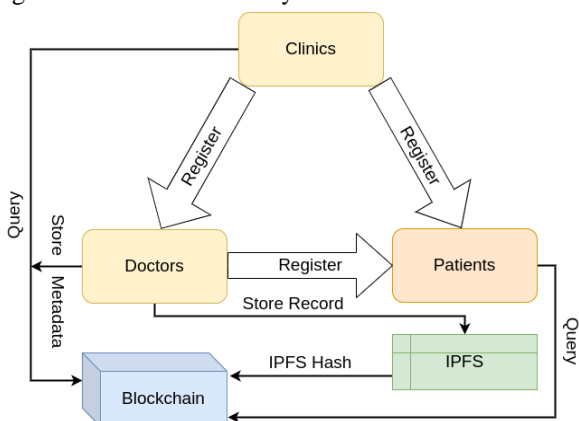 Clinics
Register
Register
Query
Store
Metadata
Doctors
Register
Patients
Store Record
Query
IPFS
IPFS Hash
Blockchain